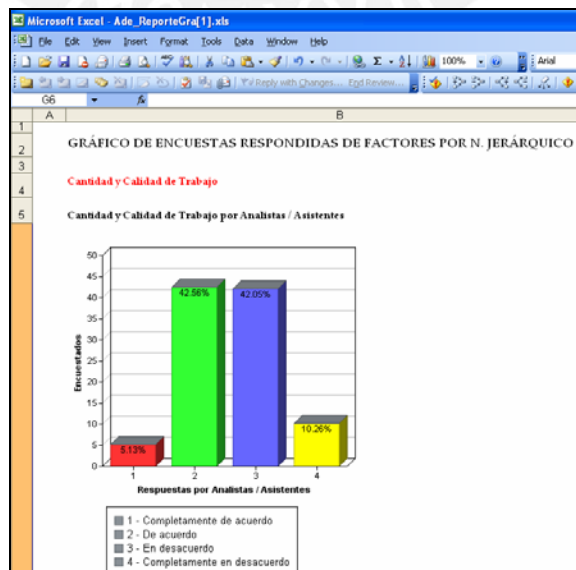 Microsoft Excel - Ade_ReporteGra[1].xls
File Edit View Insert Format Tools Data Window Help
100% Arial
Reply with Changes... End Review...
G6 fx
A B
1
2 GRÁFICO DE ENCUESTAS RESPONDIDAS DE FACTORES POR N. JERÁRQUICO
3
4 Cantidad y Calidad de Trabajo
5 Cantidad y Calidad de Trabajo por Analistas / Asistentes
50
45
40
35
30
25
20
15
10
5
0
Encuestados
42.56% 42.05%
10.26%
5.13%
1 2 3 4
Respuestas por Analistas / Asistentes
1 - Completamente de acuerdo
2 - De acuerdo
3 - En desacuerdo
4 - Completamente en desacuerdo